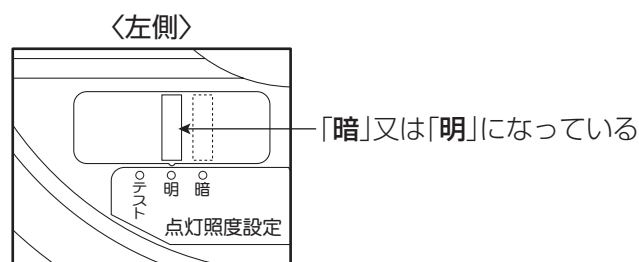 〈左側〉
「暗」又は「明」になっている
テスト
明
暗
点灯照度設定